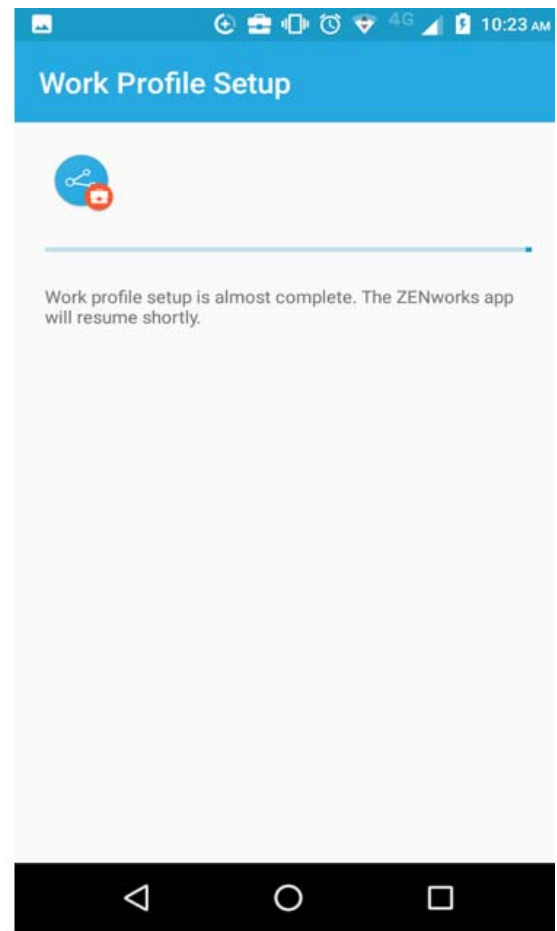 4G 10:23 AM
Work Profile Setup
Work profile setup is almost complete. The ZENworks app
will resume shortly.